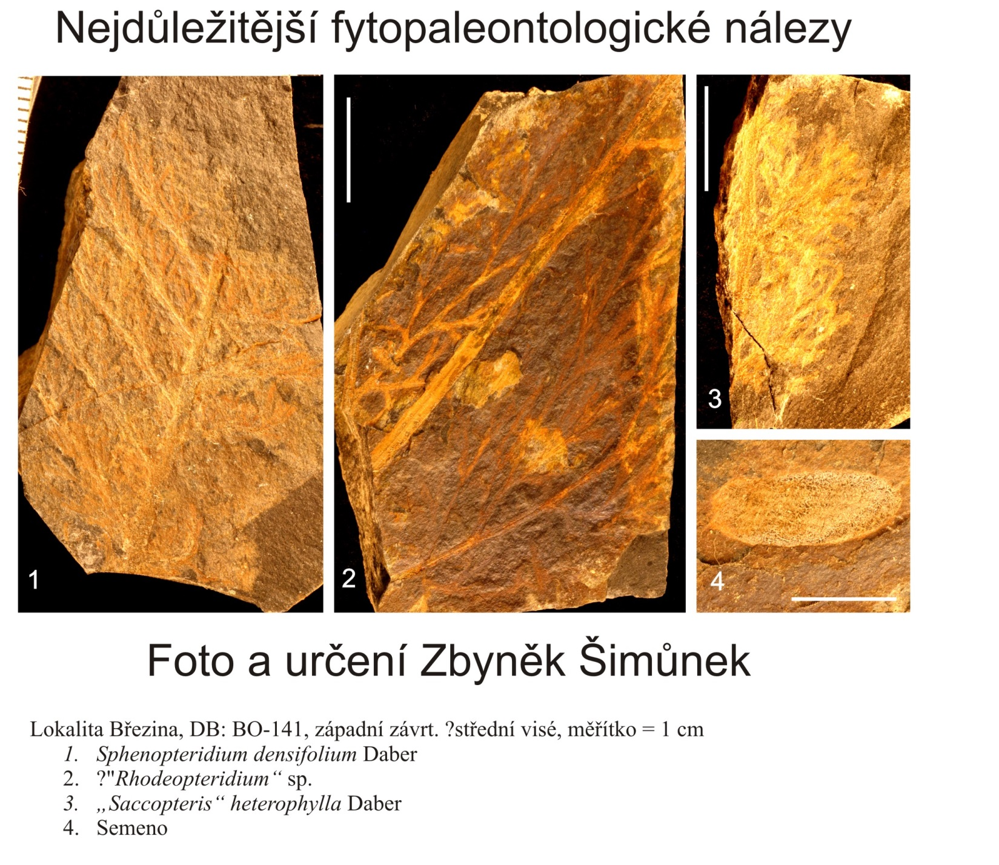 Nejdůležitější fytopaleontologické nálezy
1
2
3
4
Foto a určení Zbyněk Šimůnek
Lokalita Březina, DB: BO-141, západní závrt. ?střední visé, měřítko = 1 cm
1. Sphenopteridium densifolium Daber
2. ?"Rhodeopteridium“ sp.
3. „Saccopteris“ heterophylla Daber
4. Semeno